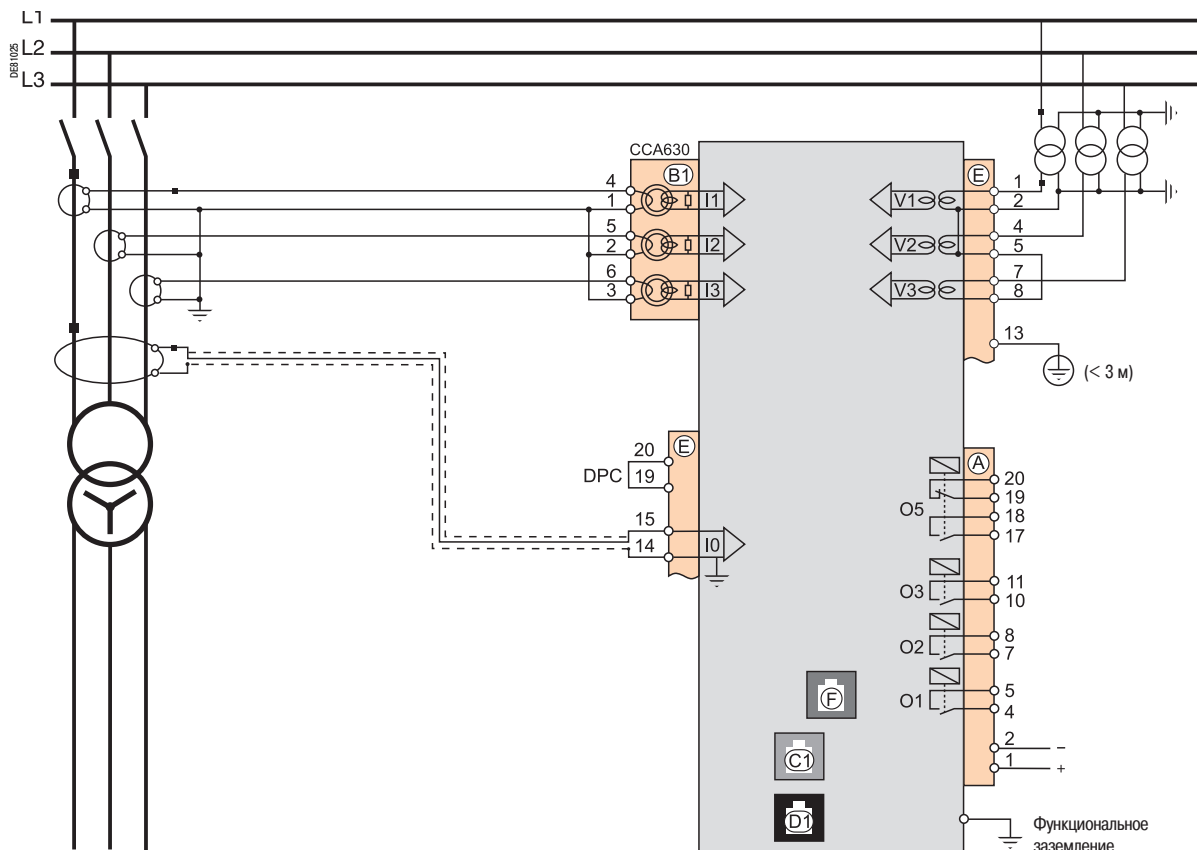 L1
L2
L3
DE81025
CCA630
B1
4
1
5
2
6
3
I1
I2
I3
E
V1
V2
V3
1
2
4
5
7
8
13
(< 3 м)
E
20
DPC
19
15
14
I0
A
O5
20
19
18
17
O3
11
10
O2
8
7
O1
5
4
2
−
1
+
F
C1
D1
Функциональное
заземление